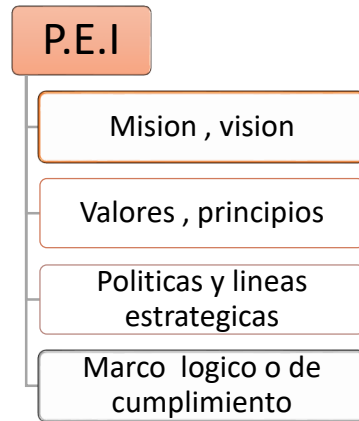 P.E.I
Mision , vision
Valores , principios
Politicas y lineas
estrategicas
Marco  logico o de
cumplimiento